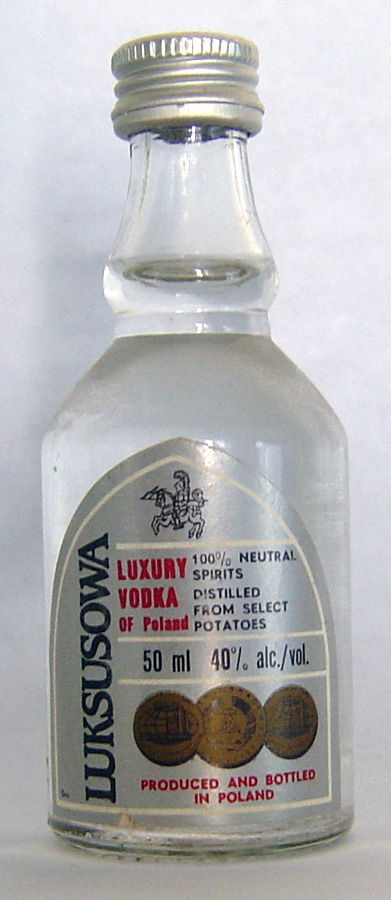 LUKSUSOWA
LUXURY
VODKA
OF Poland
100% NEUTRAL
SPIRITS
DISTILLED
FROM SELECT
POTATOES
50 ml 40% alc./vol.
PRODUCED AND BOTTLED
IN POLAND